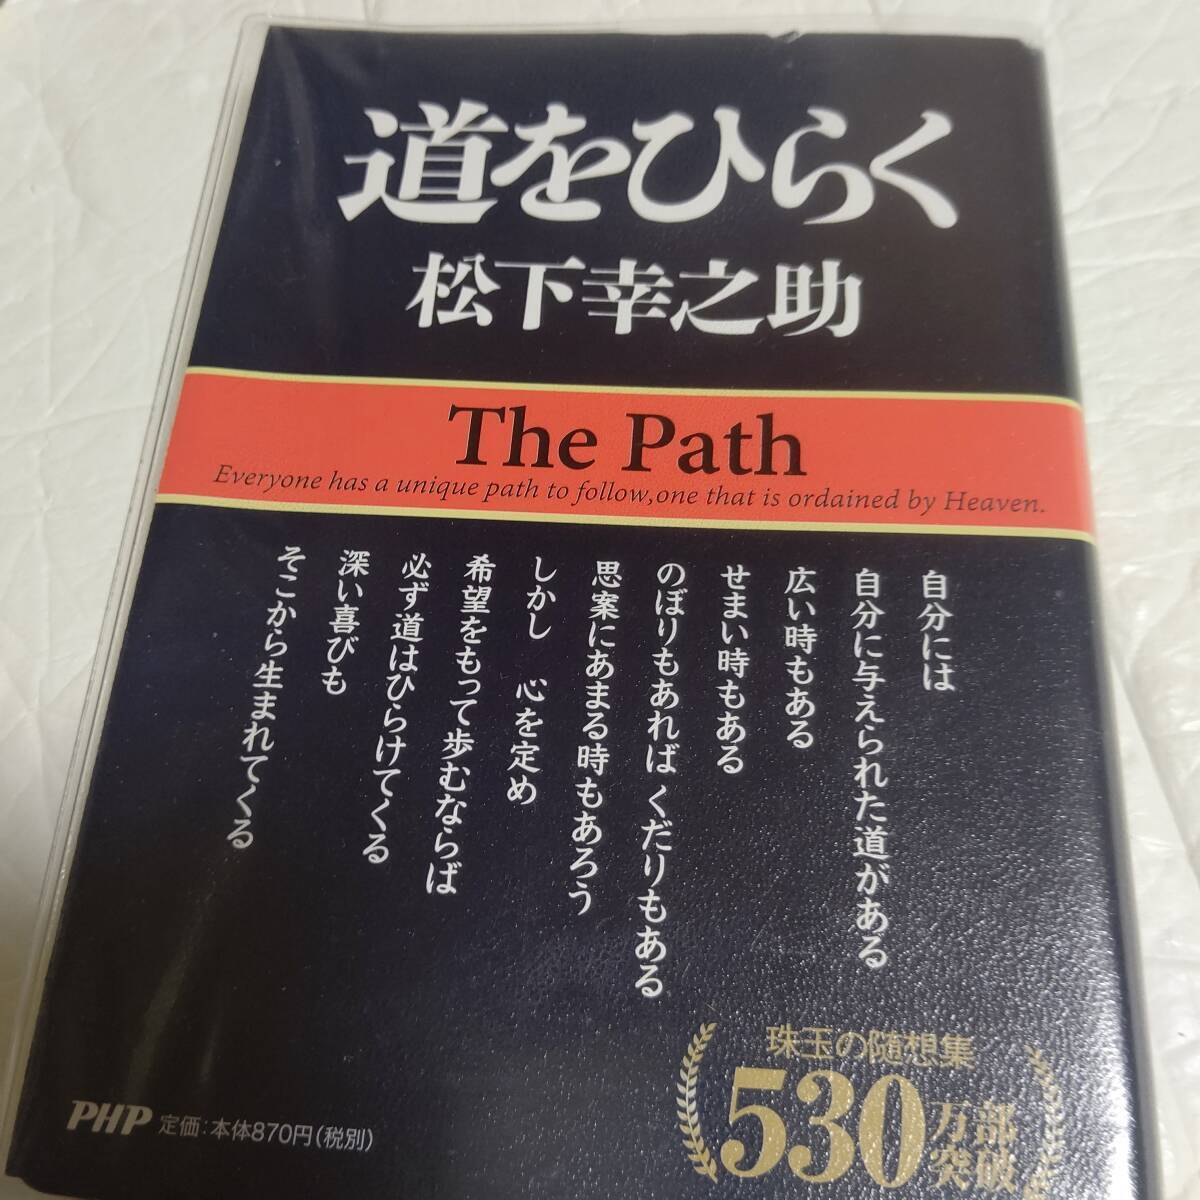 道をひらく
松下幸之助
The Path
Everyone has a unique path to follow,one that is ordained by Heaven.
自分には
自分に与えられた道がある
広い時もある
せまい時もある
のぼりもあれば くだりもある
思案にあまる時もあろう
しかし 心を定め
希望をもって歩むならば
必ず道はひらけてくる
深い喜びも
そこから生まれてくる
珠玉の随想集
530万部
突破
PHP 定価:本体870円(税別)